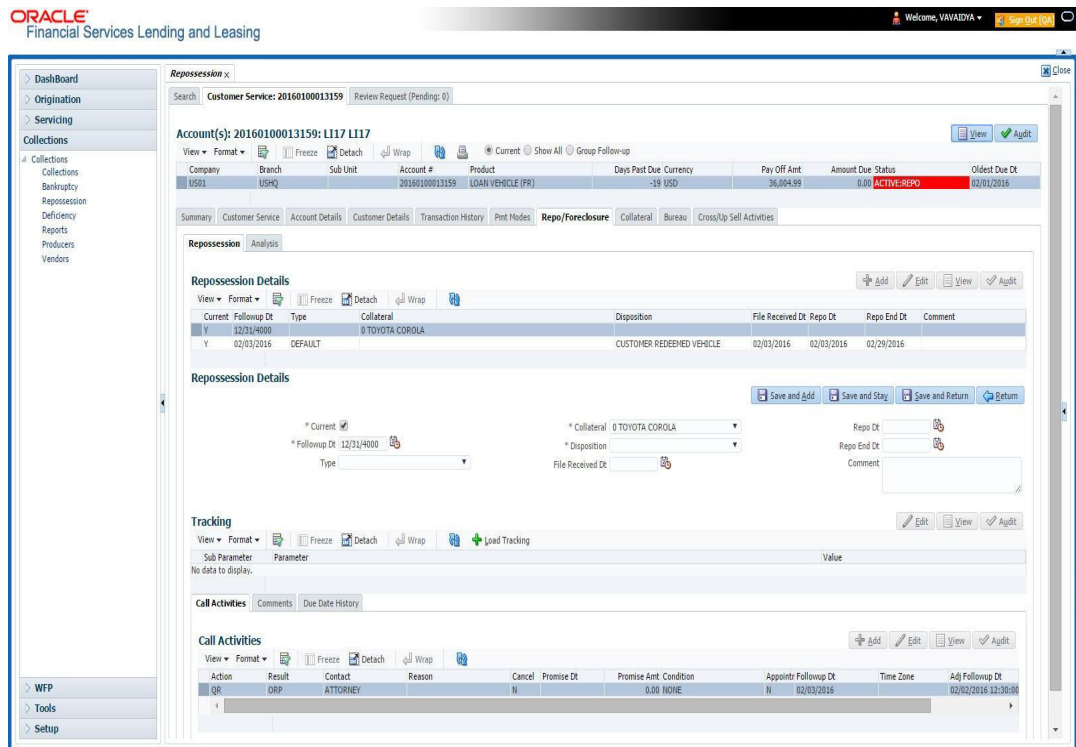 ORACLE'
Financial Services Lending and Leasing
Welcome, VAVAIDYA
Sign Out [QA]
Close
DashBoard
Origination
Servicing
Collections
Collections
Collections
Bankruptcy
Repossession
Deficiency
Reports
Producers
Vendors
WFP
Tools
Setup
Repossession x
Search Customer Service: 20160100013159 Review Request (Pending: 0)
Account(s): 20160100013159: LI17 LI17
View Audit
View Format Freeze Detach Wrap Current Show All Group Follow-up
Company Branch Sub Unit Account # Product Days Past Due Currency Pay Off Amt Amount Due Status Oldest Due Dt
US01 USHQ 20160100013159 LOAN VEHICLE (FR) -19 USD 36,004.99 0.00 ACTIVE:REPO 02/01/2016
Summary Customer Service Account Details Customer Details Transaction History Pmt Modes Repo/Foreclosure Collateral Bureau Cross/Up Sell Activities
Repossession Analysis
Repossession Details
Add Edit View Audit
View Format Freeze Detach Wrap
Current Followup Dt Type Collateral Disposition File Received Dt Repo Dt Repo End Dt Comment
Y 12/31/4000 0 TOYOTA COROLA
Y 02/03/2016 DEFAULT CUSTOMER REDEEMED VEHICLE 02/03/2016 02/03/2016 02/29/2016
Repossession Details
Save and Add Save and Stay Save and Return Return
* Current * Collateral 0 TOYOTA COROLA Repo Dt
* Followup Dt 12/31/4000 * Disposition Repo End Dt
Type File Received Dt Comment
Tracking
Edit View Audit
View Format Freeze Detach Wrap Load Tracking
Sub Parameter Parameter Value
No data to display.
Call Activities Comments Due Date History
Call Activities
Add Edit View Audit
View Format Freeze Detach Wrap
Action Result Contact Reason Cancel Promise Dt Promise Amt Condition Appointr Followup Dt Time Zone Adj Followup Dt
QR ORP ATTORNEY N 0.00 NONE N 02/03/2016 02/02/2016 12:30:00